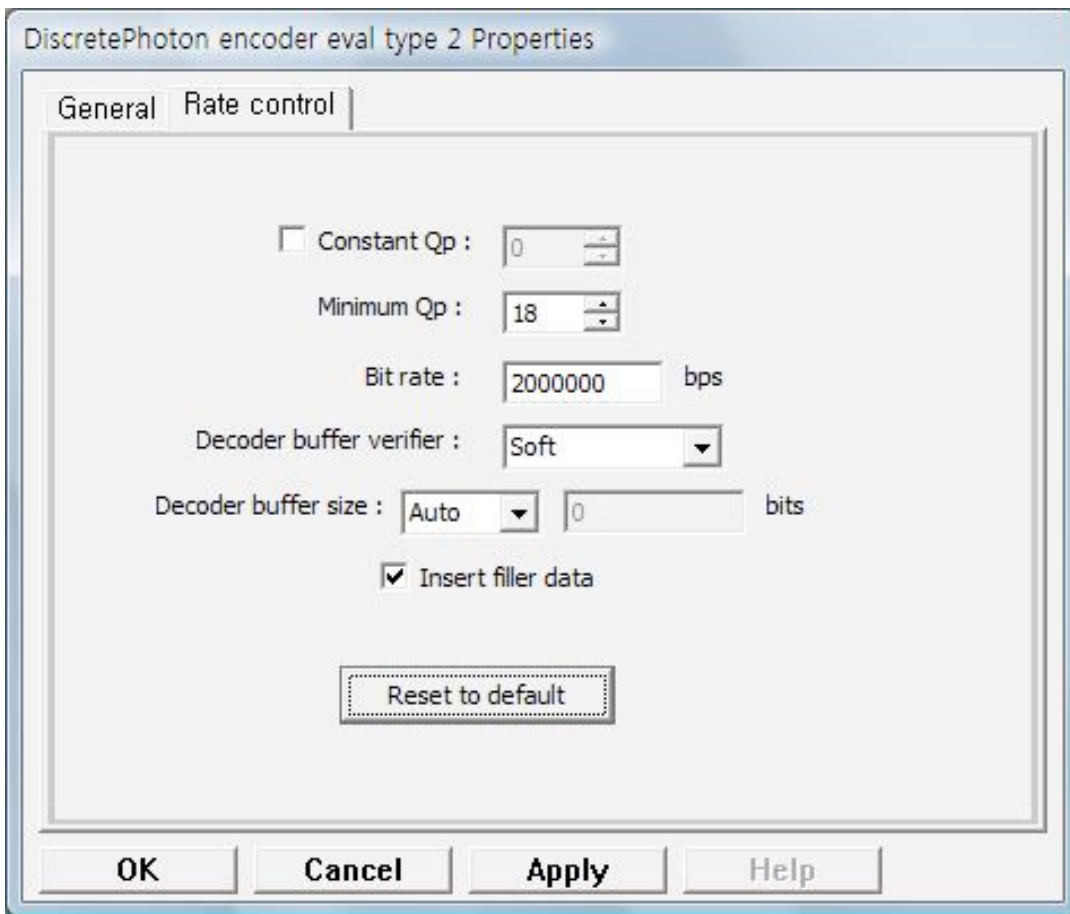 DiscretePhoton encoder eval type 2 Properties
General Rate control
Constant Qp : 0
Minimum Qp : 18
Bit rate : 2000000 bps
Decoder buffer verifier : Soft
Decoder buffer size : Auto 0 bits
Insert filler data
Reset to default
OK Cancel Apply Help